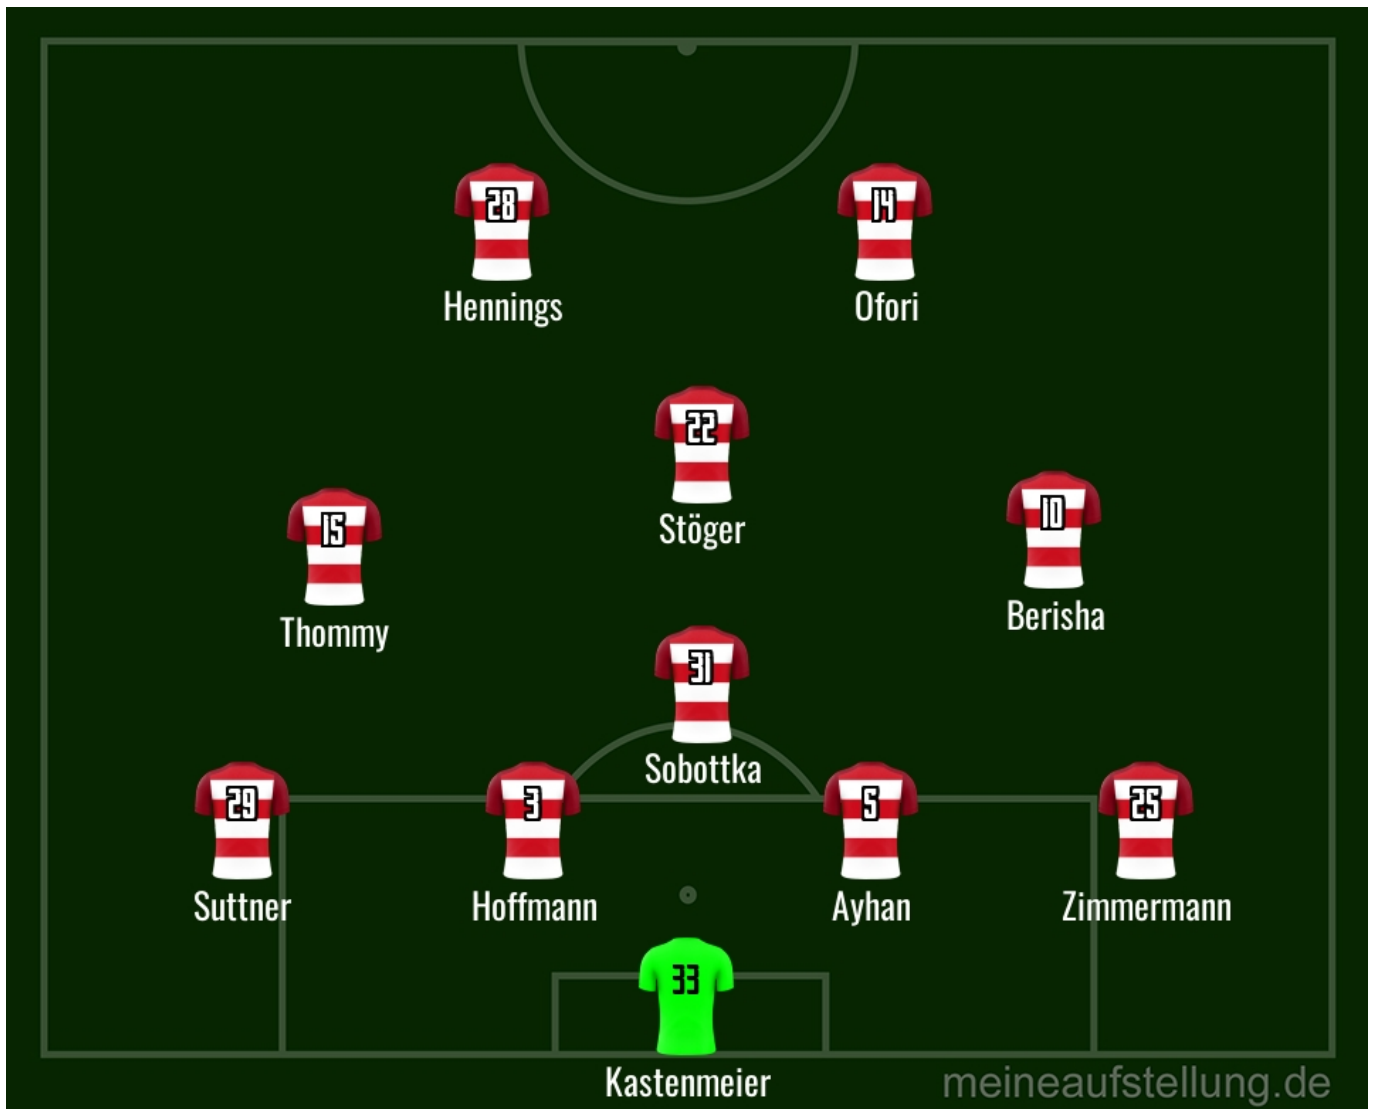 28
14
Hennings
Ofori
22
Stöger
15
10
Thommy
Berisha
31
Sobottka
29
3
5
25
Suttner
Hoffmann
Ayhan
Zimmermann
33
Kastenmeier
meineaufstellung.de